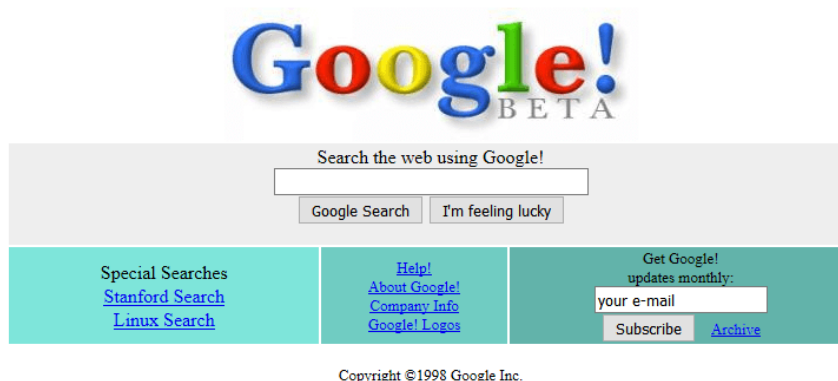 Google!
BETA
Search the web using Google!
Google Search I'm feeling lucky
Special Searches
Stanford Search
Linux Search
Help!
About Google!
Company Info
Google! Logos
Get Google!
updates monthly:
your e-mail
Subscribe Archive
Copyright ©1998 Google Inc.